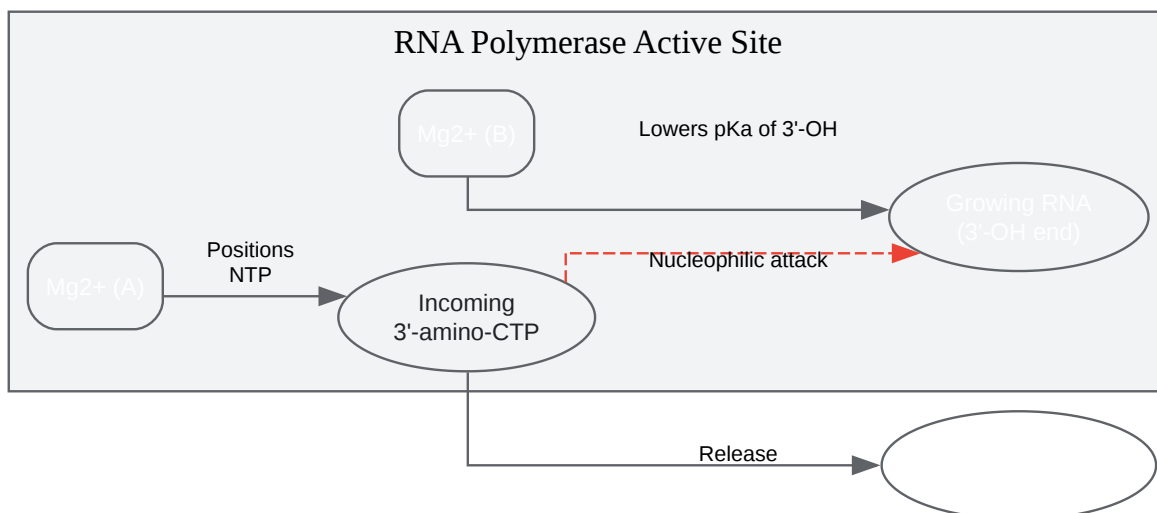 RNA Polymerase Active Site
Mg2+ (B)
Lowers pKa of 3'-OH
Growing RNA
(3'-OH end)
Positions
NTP
Nucleophilic attack
Mg2+ (A)
Incoming
3'-amino-CTP
Release